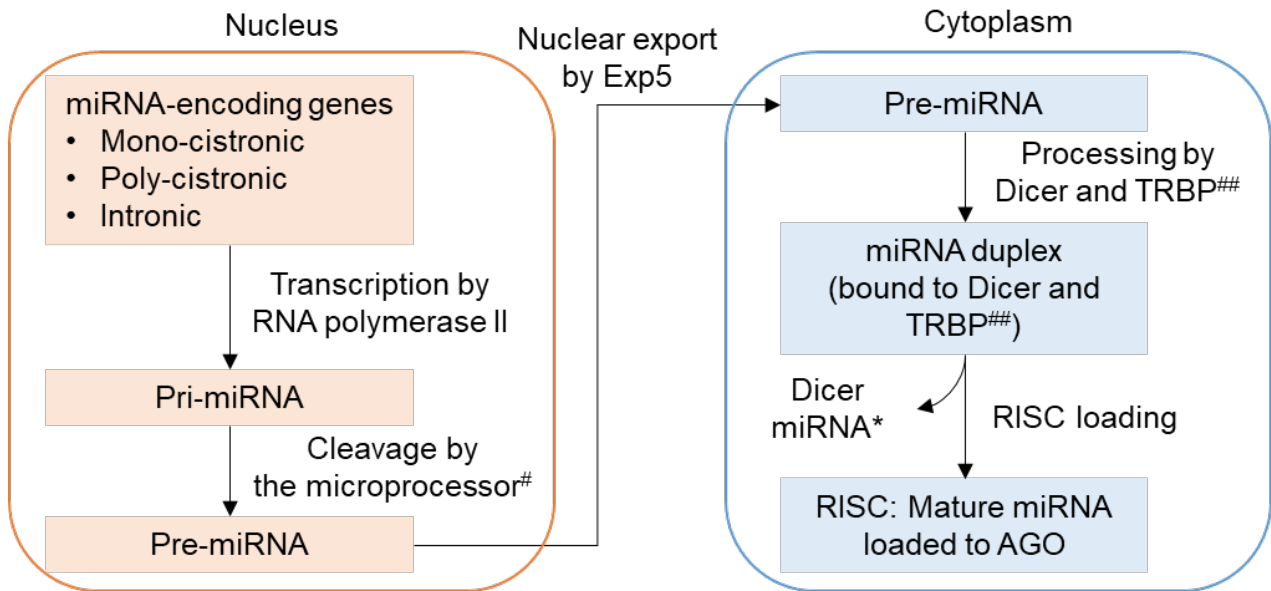 Nucleus
miRNA-encoding genes
• Mono-cistronic
• Poly-cistronic
• Intronic
Transcription by
RNA polymerase II
Pri-miRNA
Cleavage by
the microprocessor#
Pre-miRNA
Nuclear export
by Exp5
Cytoplasm
Pre-miRNA
Processing by
Dicer and TRBP##
miRNA duplex
(bound to Dicer and
TRBP##)
Dicer
miRNA*
RISC loading
RISC: Mature miRNA
loaded to AGO